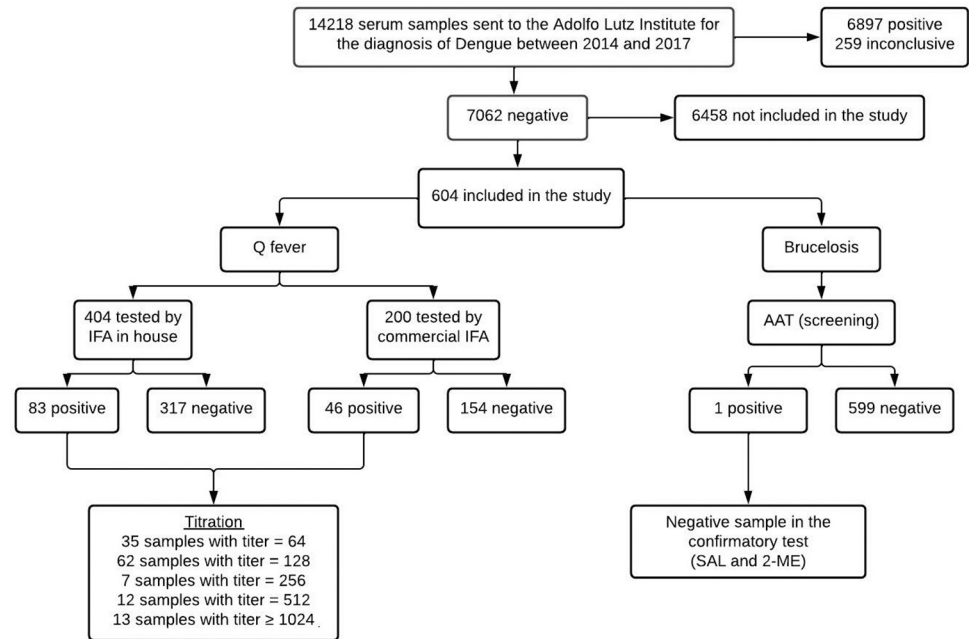 14218 serum samples sent to the Adolfo Lutz Institute for
the diagnosis of Dengue between 2014 and 2017
6897 positive
259 inconclusive
7062 negative
6458 not included in the study
604 included in the study
Q fever
Brucelosis
404 tested by
IFA in house
200 tested by
commercial IFA
AAT (screening)
83 positive
317 negative
46 positive
154 negative
1 positive
599 negative
Titration
35 samples with titer = 64
62 samples with titer = 128
7 samples with titer = 256
12 samples with titer = 512
13 samples with titer ≥ 1024.
Negative sample in the
confirmatory test
(SAL and 2-ME)